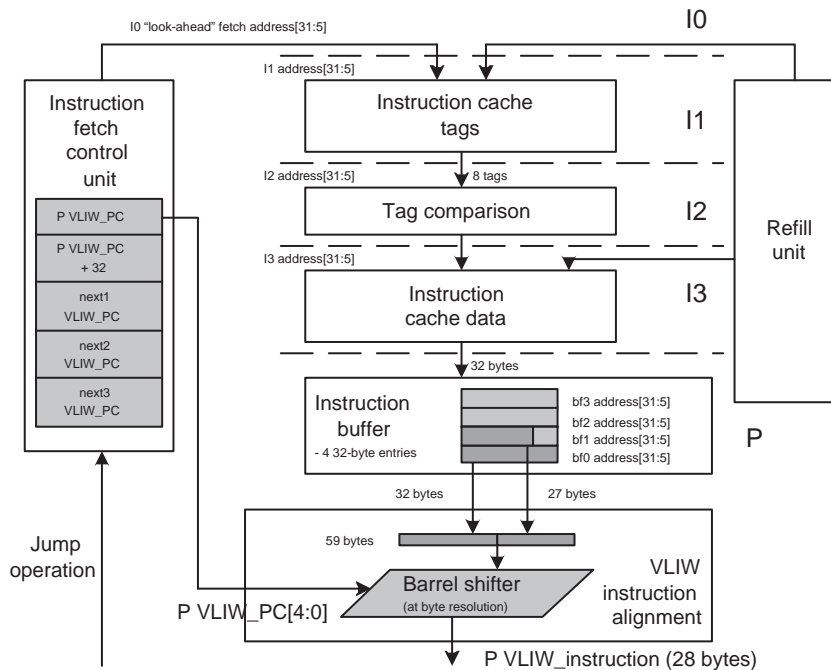 I0 “look-ahead” fetch address[31:5]
I0
I1 address[31:5]
Instruction
fetch
control
unit
Instruction cache
tags
I1
I2 address[31:5]
8 tags
P VLIW_PC
Tag comparison
I2
Refill
unit
P VLIW_PC
+ 32
I3 address[31:5]
next1
VLIW_PC
Instruction
cache data
I3
next2
VLIW_PC
32 bytes
next3
VLIW_PC
Instruction
buffer
- 4 32-byte entries
bf3 address[31:5]
bf2 address[31:5]
bf1 address[31:5]
bf0 address[31:5]
P
32 bytes
27 bytes
59 bytes
Jump
operation
Barrel shifter
(at byte resolution)
VLIW
instruction
alignment
P VLIW_PC[4:0]
P VLIW_instruction (28 bytes)